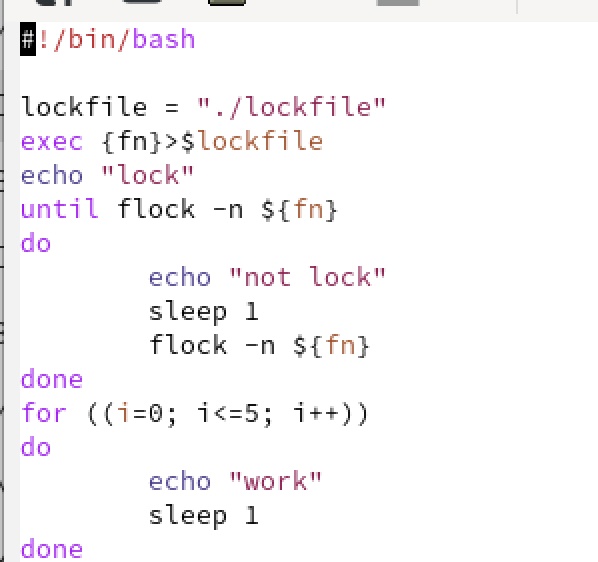 #!/bin/bash
lockfile = "./lockfile"
exec {fn}>$lockfile
echo "lock"
until flock -n ${fn}
do
echo "not lock"
sleep 1
flock -n ${fn}
done
for ((i=0; i<=5; i++))
do
echo "work"
sleep 1
done